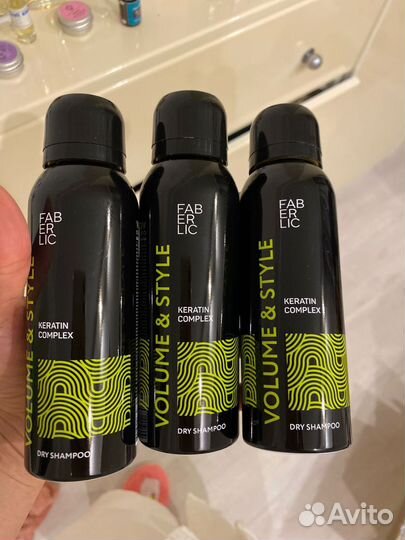 FAB
ER
LIC
VOLUME & STYLE
KERATIN
COMPLEX
DRY SHAMPOO
FAB
ER
LIC
VOLUME & STYLE
KERATIN
COMPLEX
DRY SHAMPOO
FAB
ER
LIC
VOLUME & STYLE
KERATIN
COMPLEX
DRY SHAMPOO
Avito